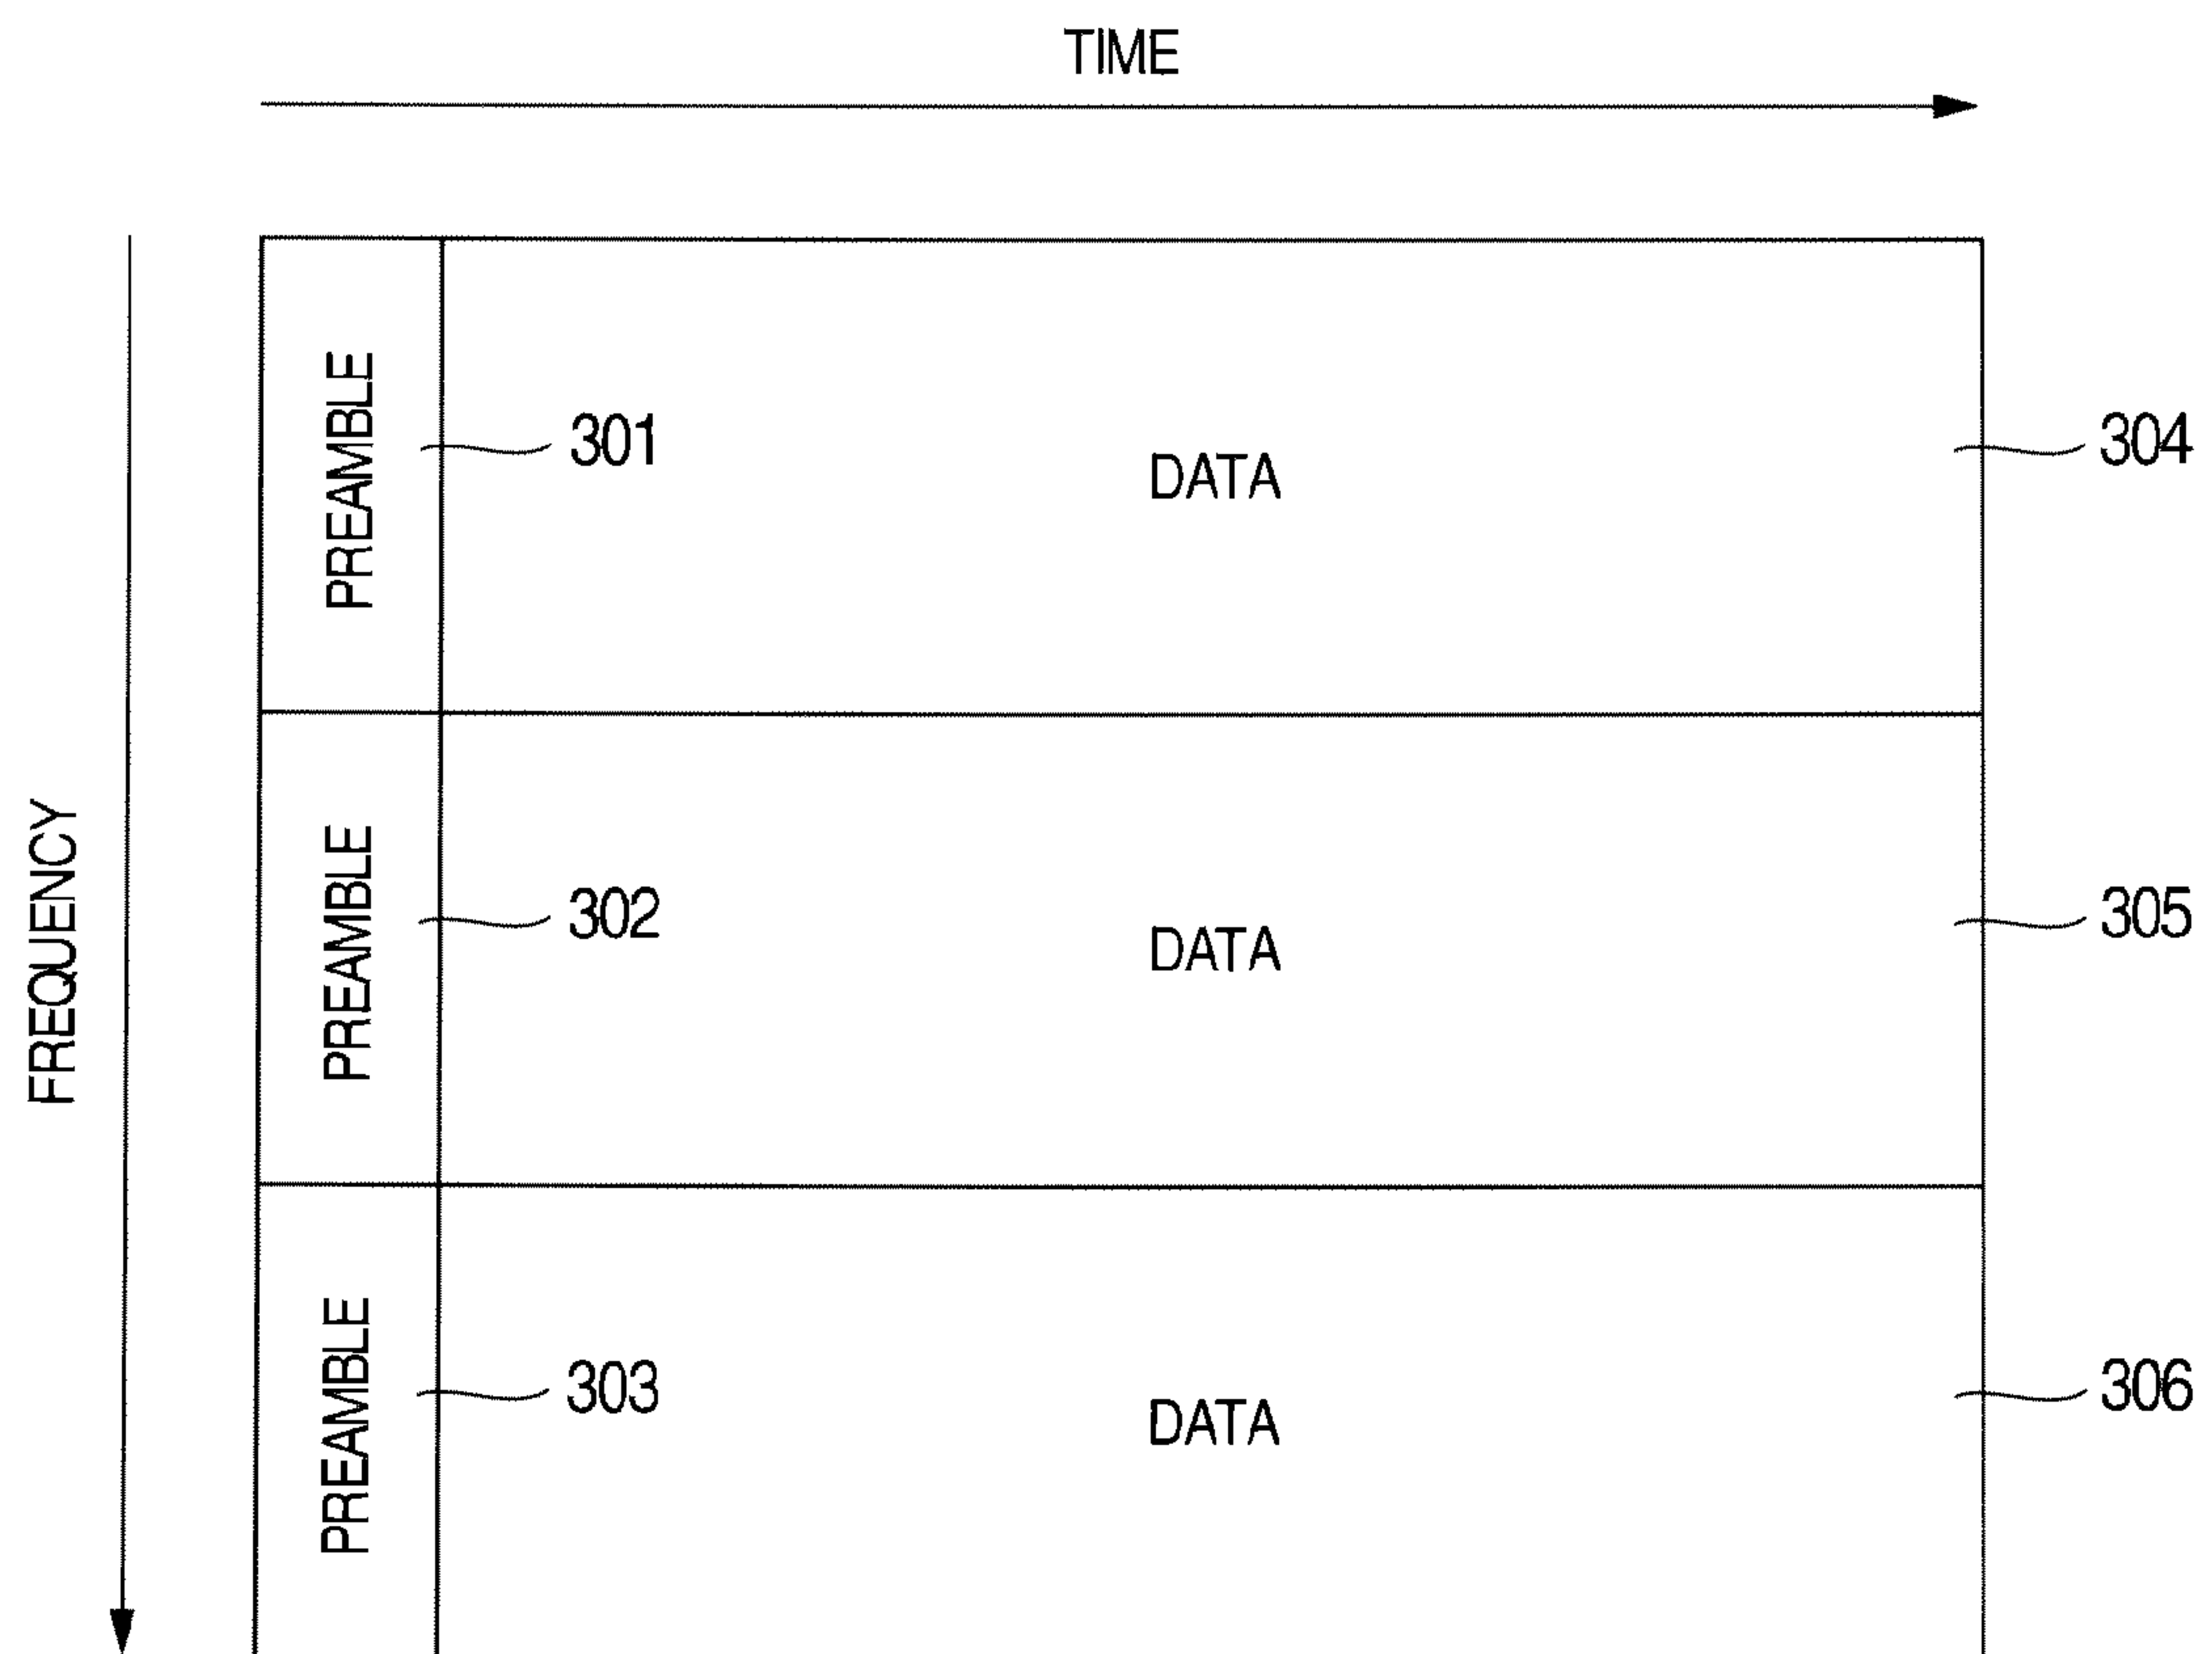 TIME
FREQUENCY
PREAMBLE
301
DATA
304
PREAMBLE
302
DATA
305
PREAMBLE
303
DATA
306